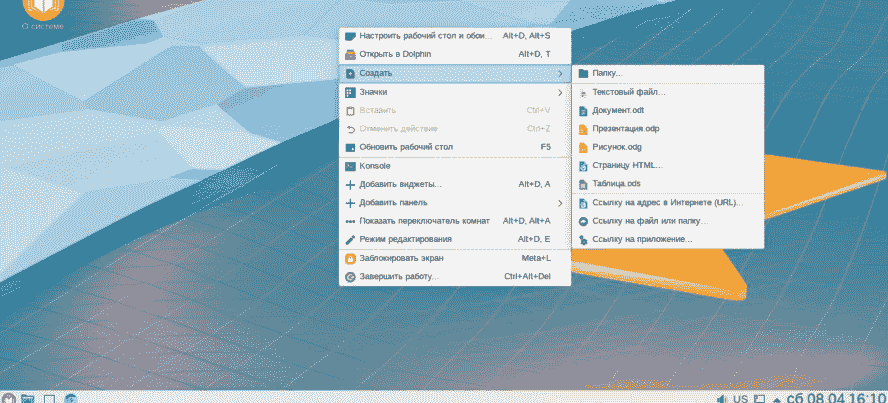 О системе
Настроить рабочий стол и обои... Alt+D, Alt+S
Открыть в Dolphin Alt+D, T
Создать
Значки
Вставить Ctrl+V
Отменить действие Ctrl+Z
Обновить рабочий стол F5
Konsole
Добавить виджеты... Alt+D, A
Добавить панель
Показать переключатель комнат Alt+D, Alt+A
Режим редактирования Alt+D, E
Заблокировать экран Meta+L
Завершить работу... Ctrl+Alt+Del
Папку...
Текстовый файл...
Документ.odt
Презентация.odp
Рисунок.odg
Страницу HTML...
Таблица.ods
Ссылку на адрес в Интернете (URL)...
Ссылку на файл или папку...
Ссылку на приложение...
US сб 08.04 16:10